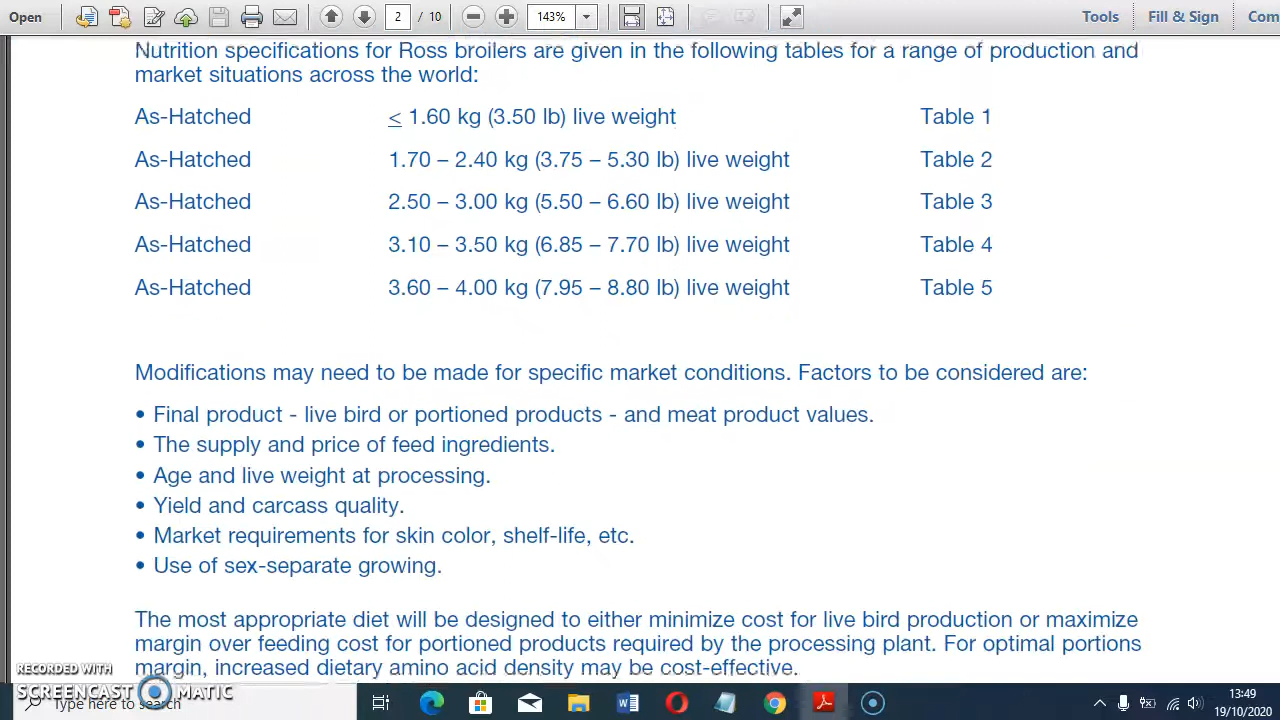 Open
2 / 10
143%
Tools
Fill & Sign
Com
Nutrition specifications for Ross broilers are given in the following tables for a range of production and
market situations across the world:
As-Hatched ≤ 1.60 kg (3.50 lb) live weight Table 1
As-Hatched 1.70 – 2.40 kg (3.75 – 5.30 lb) live weight Table 2
As-Hatched 2.50 – 3.00 kg (5.50 – 6.60 lb) live weight Table 3
As-Hatched 3.10 – 3.50 kg (6.85 – 7.70 lb) live weight Table 4
As-Hatched 3.60 – 4.00 kg (7.95 – 8.80 lb) live weight Table 5
Modifications may need to be made for specific market conditions. Factors to be considered are:
• Final product - live bird or portioned products - and meat product values.
• The supply and price of feed ingredients.
• Age and live weight at processing.
• Yield and carcass quality.
• Market requirements for skin color, shelf-life, etc.
• Use of sex-separate growing.
The most appropriate diet will be designed to either minimize cost for live bird production or maximize
margin over feeding cost for portioned products required by the processing plant. For optimal portions
margin, increased dietary amino acid density may be cost-effective.
RECORDED WITH
SCREENCAST MATIC
Type here to search
13:49
19/10/2020